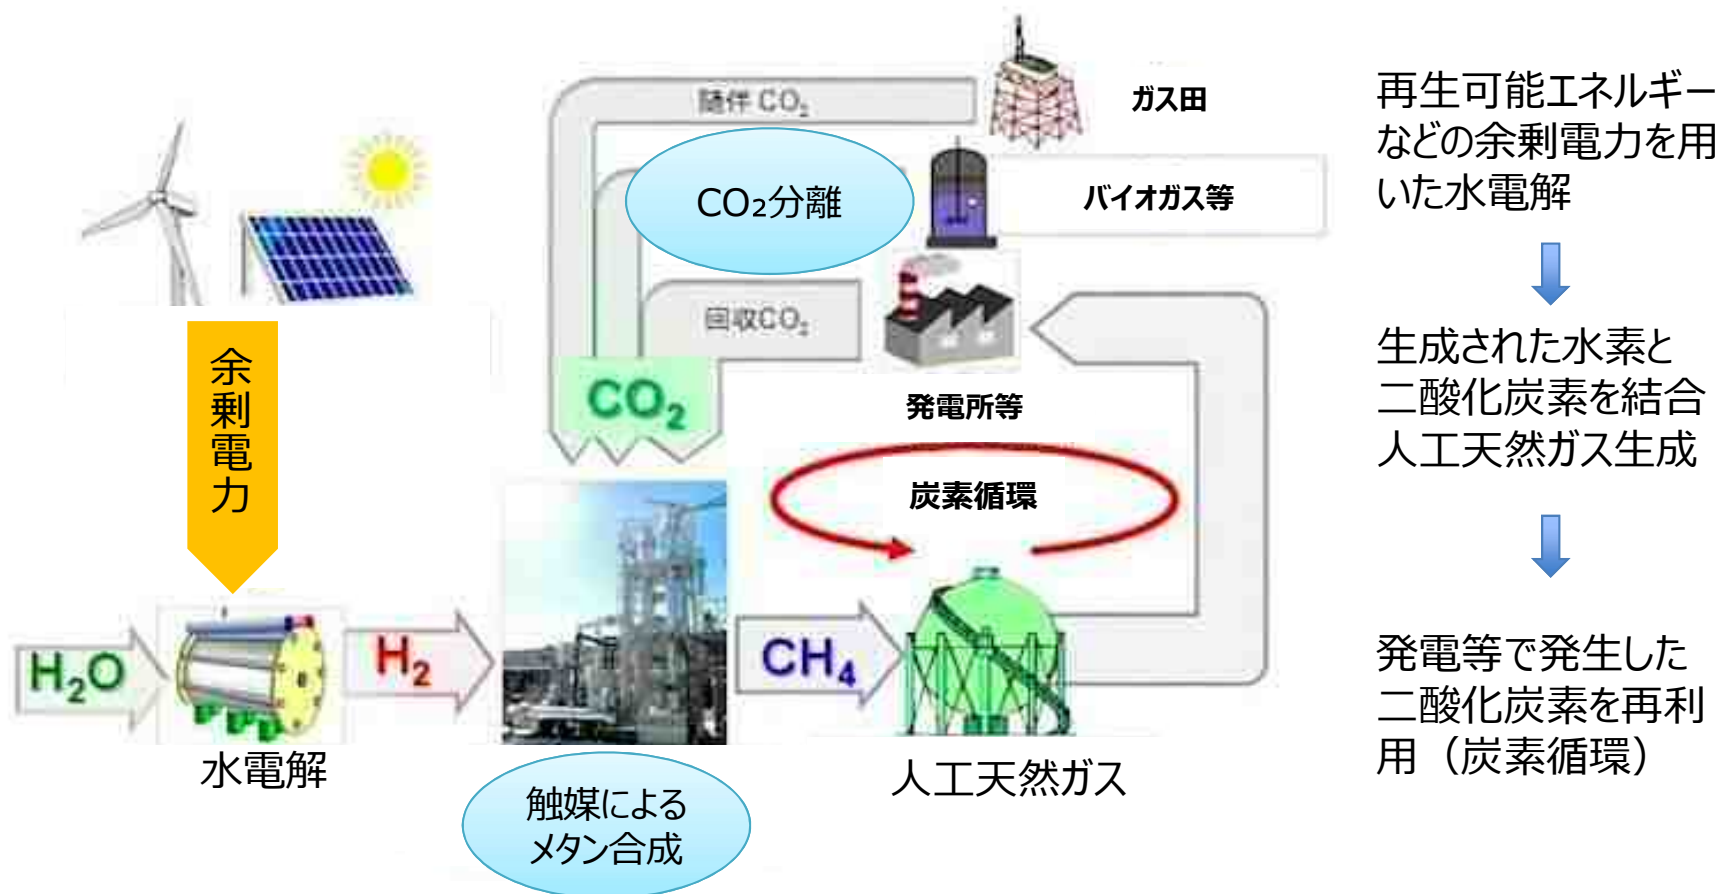 随伴 CO₂
ガス田
CO₂分離
バイオガス等
回収CO₂
CO₂
発電所等
余剰電力
炭素循環
H₂O
H₂
CH₄
水電解
触媒による
メタン合成
人工天然ガス
再生可能エネルギー
などの余剰電力を用
いた水電解
生成された水素と
二酸化炭素を結合
人工天然ガス生成
発電等で発生した
二酸化炭素を再利
用（炭素循環）